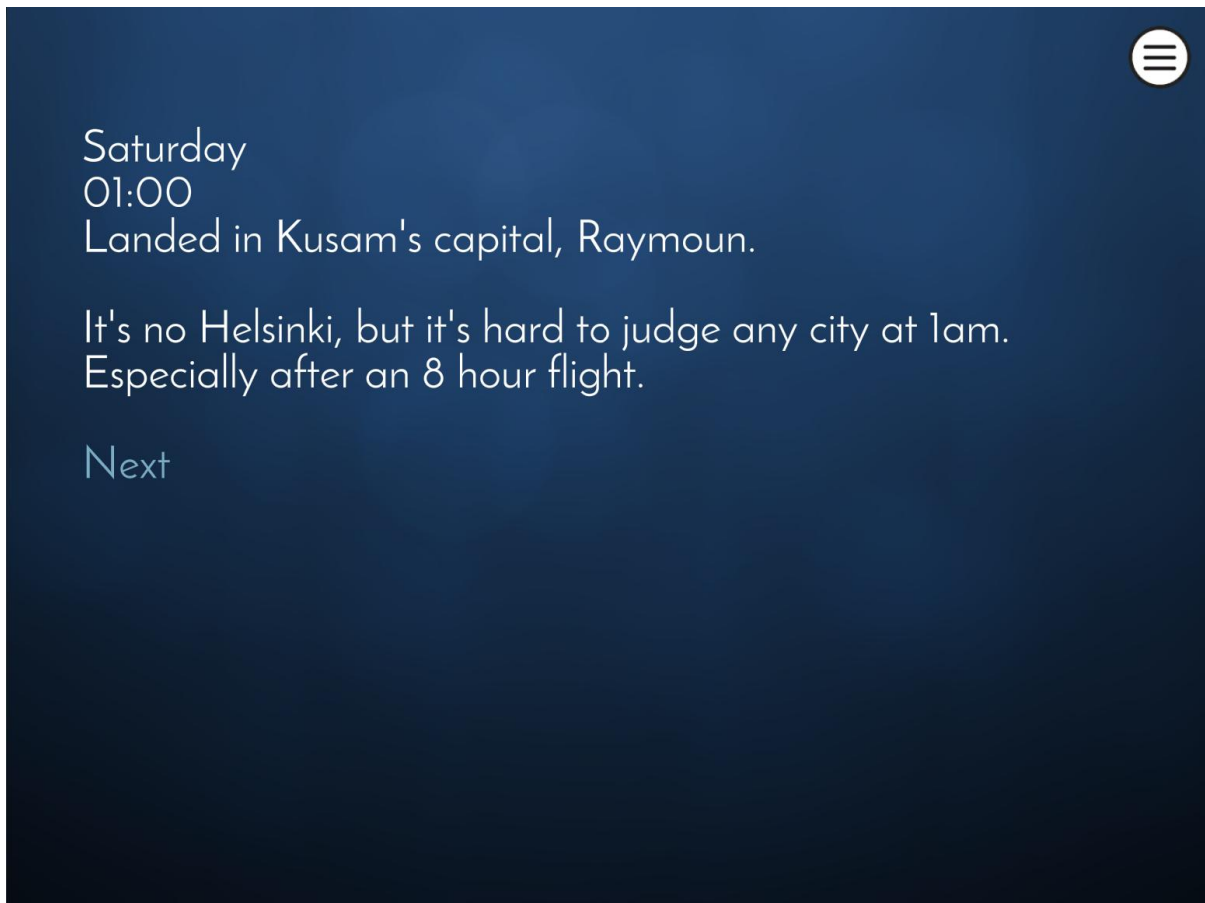 Saturday
01:00
Landed in Kusam's capital, Raymoun.
It's no Helsinki, but it's hard to judge any city at 1am.
Especially after an 8 hour flight.
Next